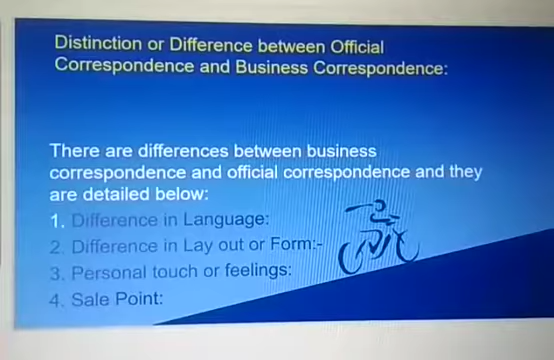 Distinction or Difference between Official
Correspondence and Business Correspondence:
There are differences between business
correspondence and official correspondence and they
are detailed below:
1. Difference in Language:
2. Difference in Lay out or Form:-
3. Personal touch or feelings:
4. Sale Point: